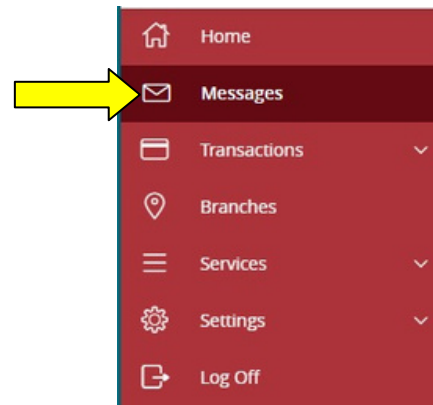 Home
Messages
Transactions
Branches
Services
Settings
Log Off